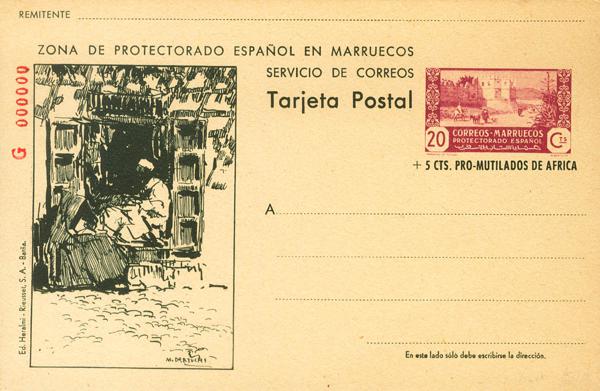 REMITENTE
ZONA DE PROTECTORADO ESPAÑOL EN MARRUECOS
SERVICIO DE CORREOS
Tarjeta Postal
G 000000
20 CORREOS-MARRUECOS CTS
PROTECTORADO ESPAÑOL
+ 5 CTS. PRO-MUTILADOS DE AFRICA
A
M. BERTUCHI
Ed. Heraimi - Rieusset, S. A. - Barna.
En este lado sólo debe escribirse la dirección.